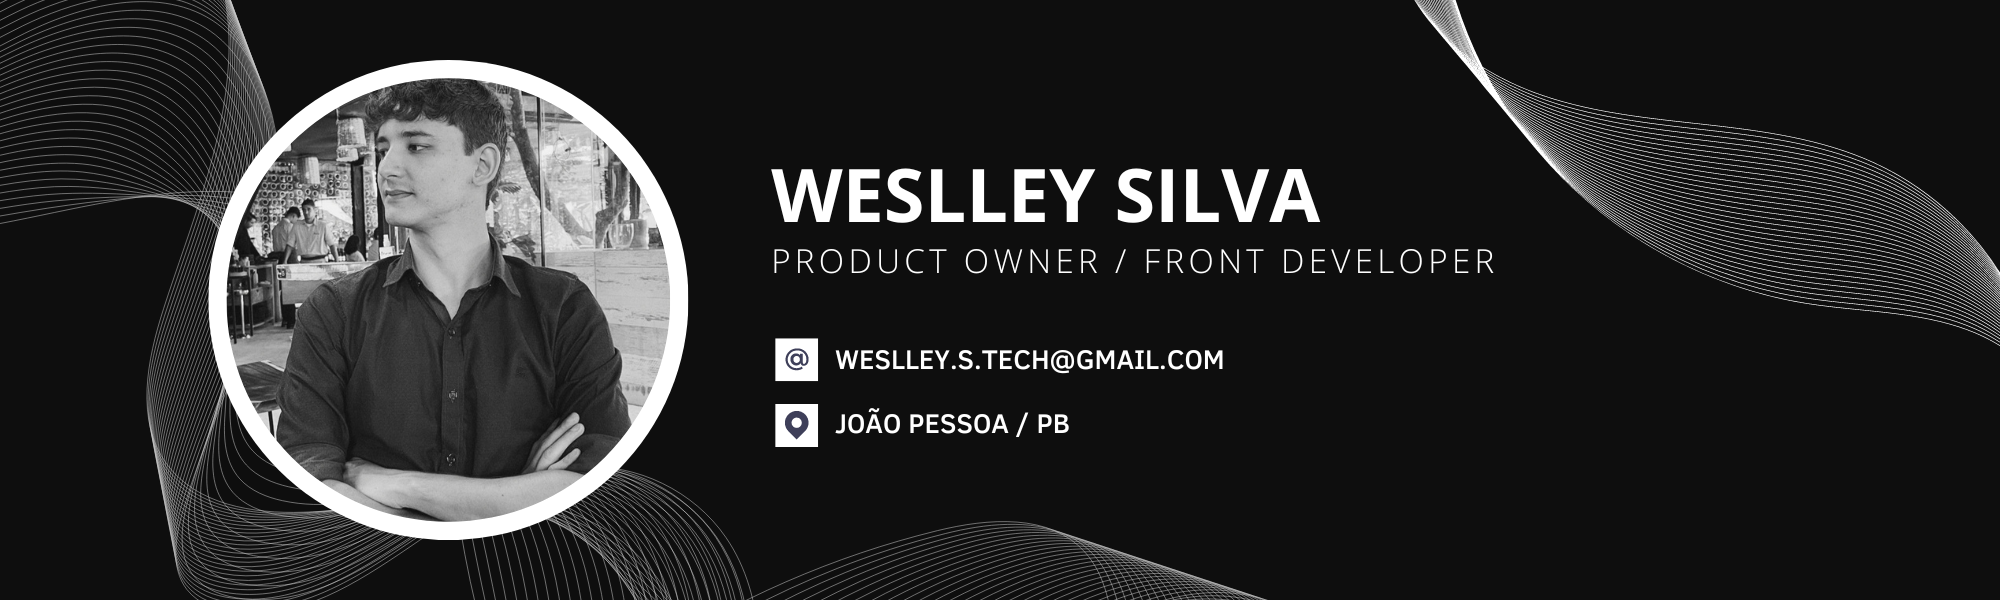 WESLLEY SILVA
PRODUCT OWNER / FRONT DEVELOPER
@ WESLLEY.S.TECH@GMAIL.COM
JOÃO PESSOA / PB